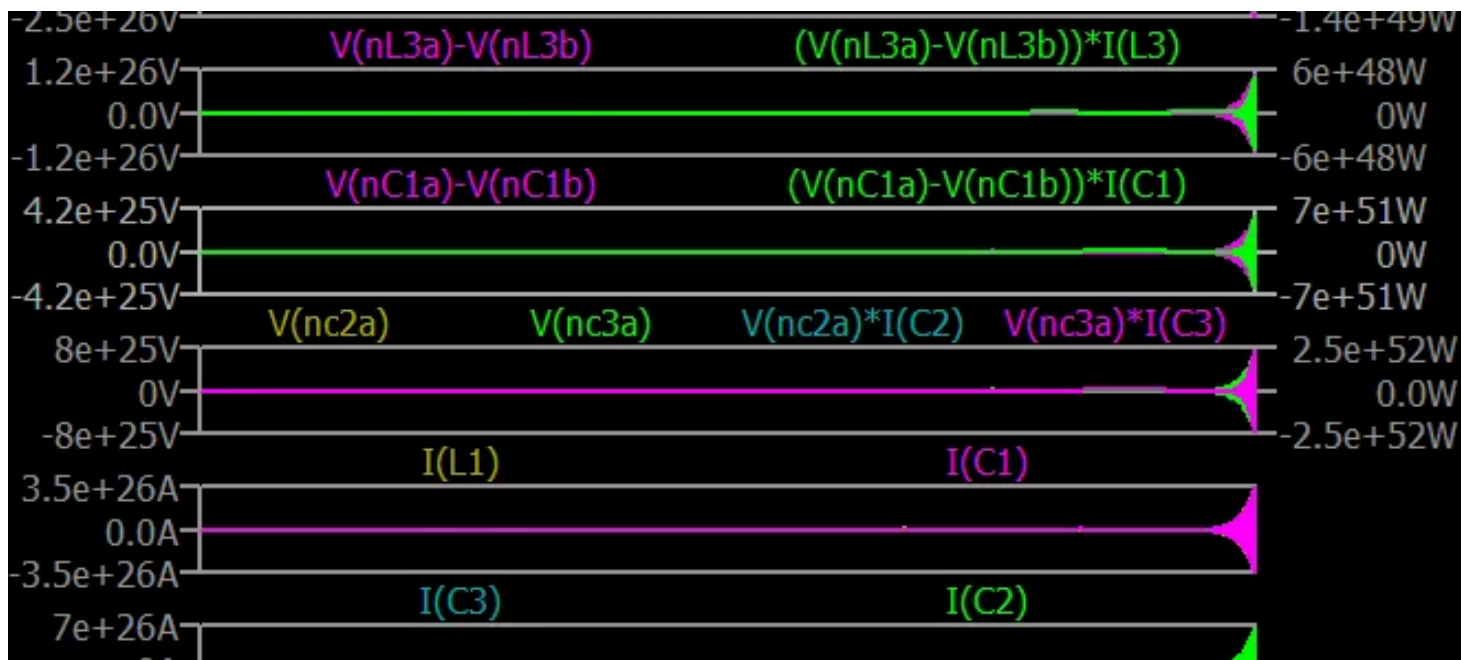 -2.5e+26V -1.4e+49W
V(nL3a)-V(nL3b) (V(nL3a)-V(nL3b))*I(L3)
1.2e+26V 6e+48W
0.0V 0W
-1.2e+26V -6e+48W
V(nC1a)-V(nC1b) (V(nC1a)-V(nC1b))*I(C1)
4.2e+25V 7e+51W
0.0V 0W
-4.2e+25V -7e+51W
V(nc2a) V(nc3a) V(nc2a)*I(C2) V(nc3a)*I(C3)
8e+25V 2.5e+52W
0V 0.0W
-8e+25V -2.5e+52W
I(L1) I(C1)
3.5e+26A
0.0A
-3.5e+26A
I(C3) I(C2)
7e+26A